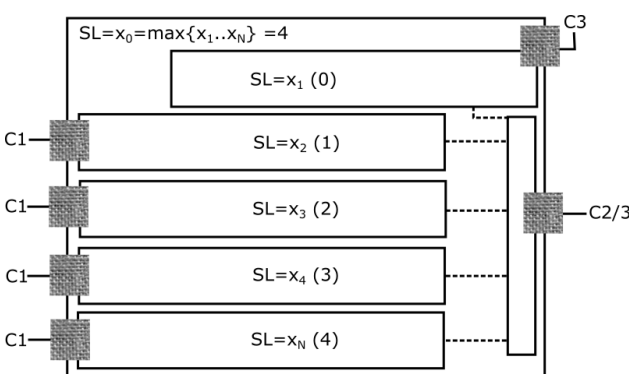 C3
SL=x₀=max{x₁..x_N} =4
SL=x₁ (0)
C1 SL=x₂ (1)
C1 SL=x₃ (2) C2/3
C1 SL=x₄ (3)
C1 SL=x_N (4)